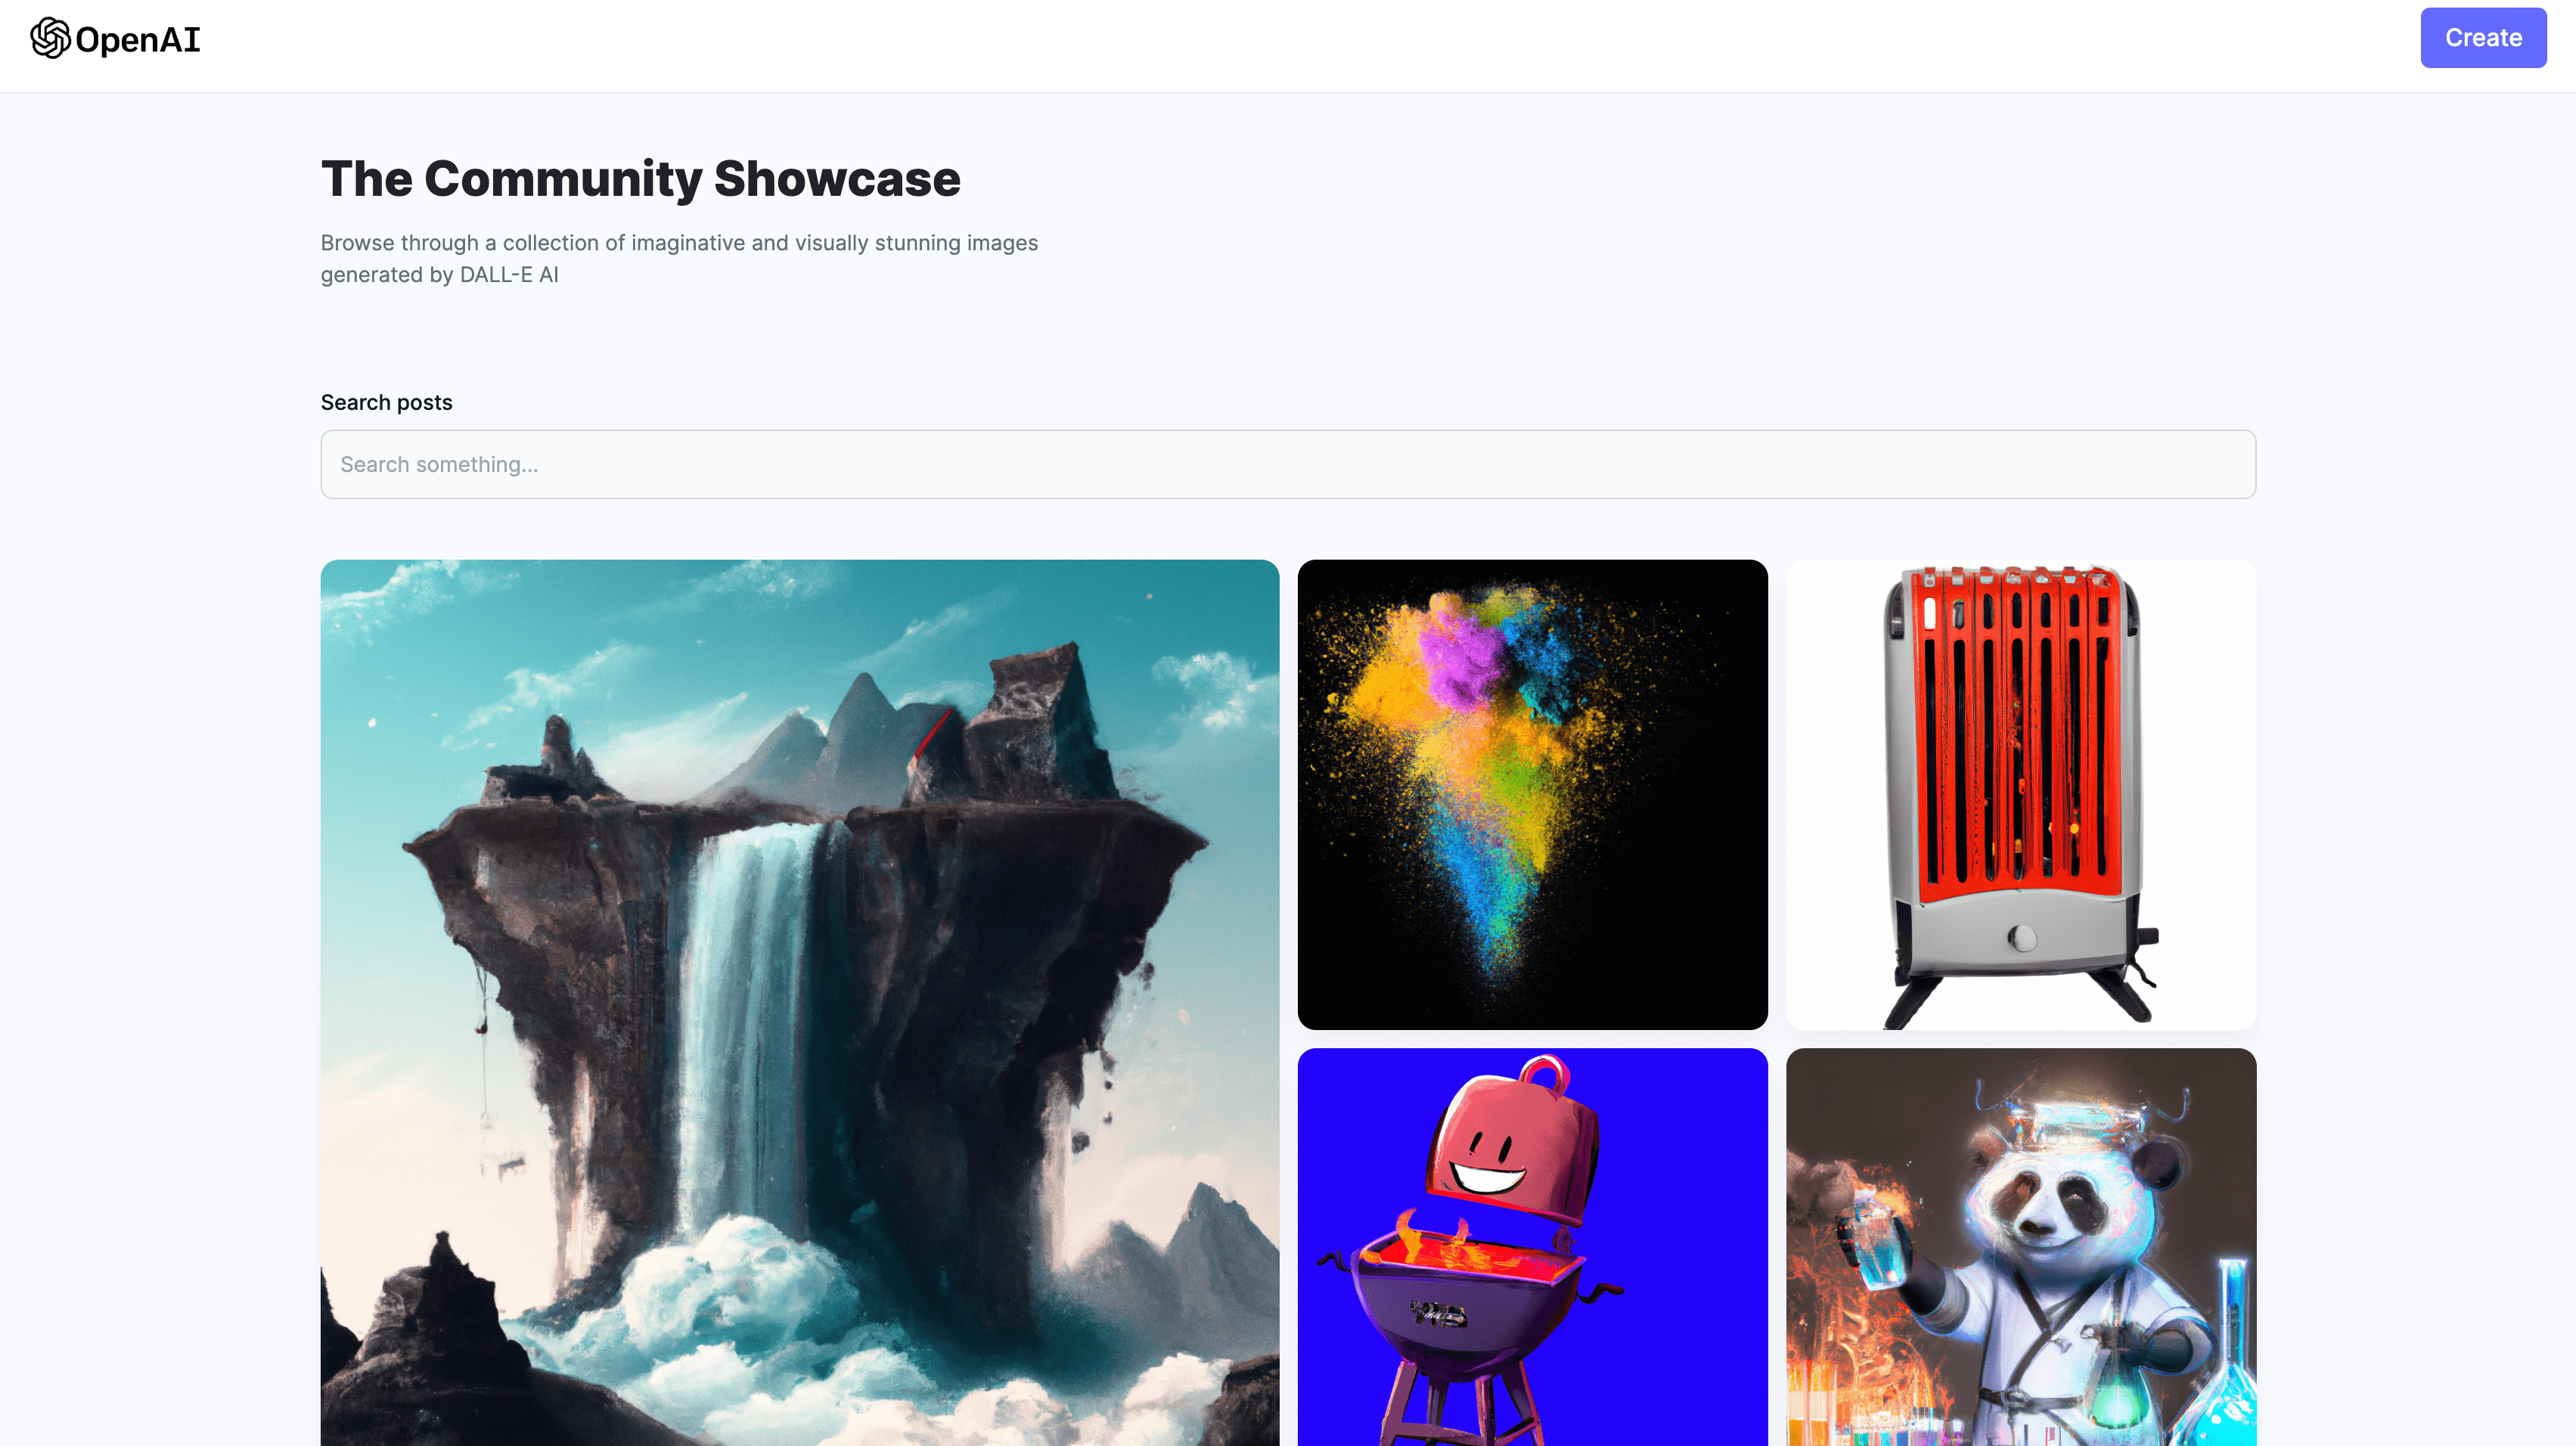 OpenAI
Create
The Community Showcase
Browse through a collection of imaginative and visually stunning images
generated by DALL-E AI
Search posts
Search something...